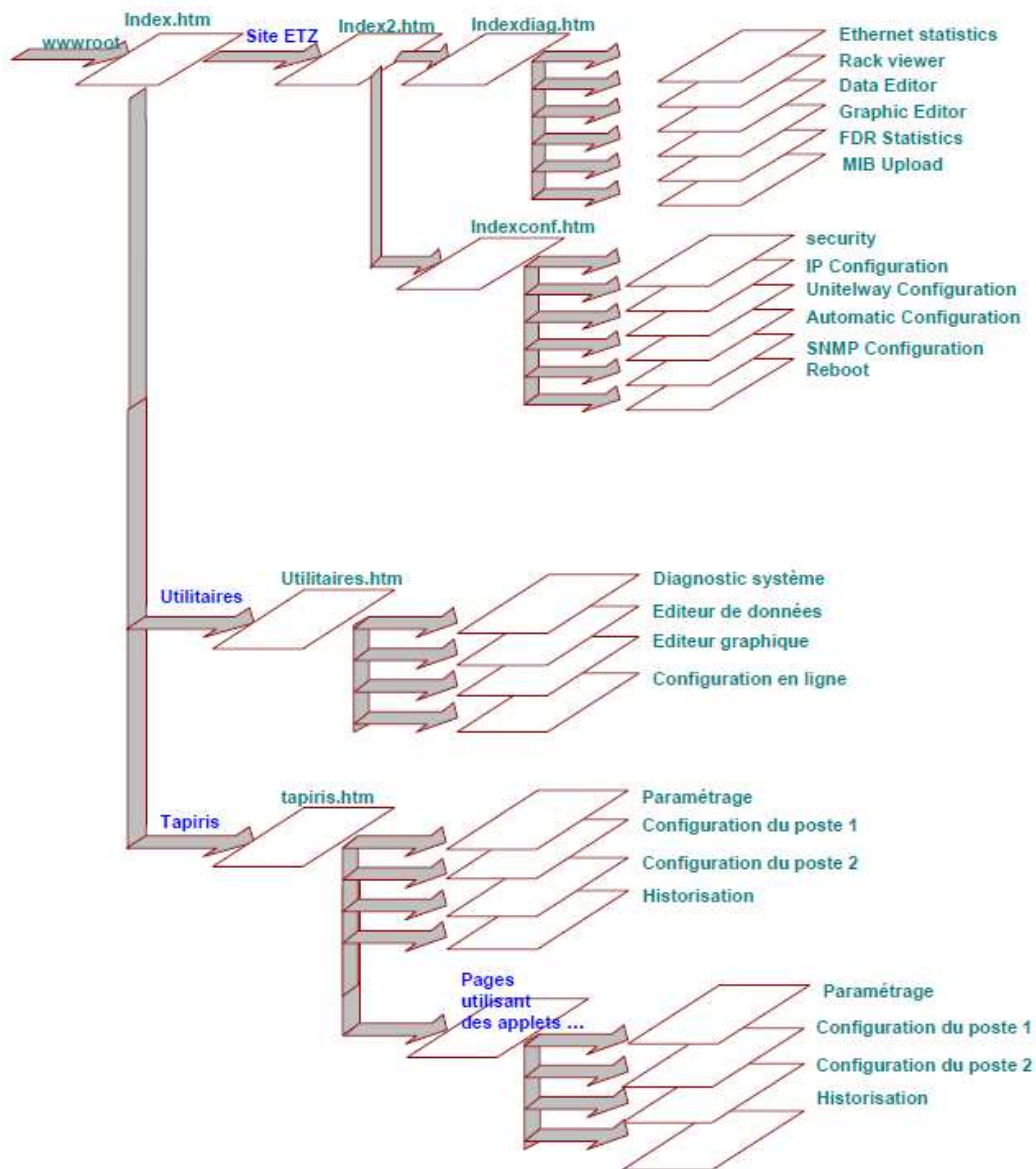 Index.htm
wwwroot
Site ETZ
Index2.htm
Indexdiag.htm
Ethernet statistics
Rack viewer
Data Editor
Graphic Editor
FDR Statistics
MIB Upload
Indexconf.htm
security
IP Configuration
Unitelway Configuration
Automatic Configuration
SNMP Configuration
Reboot
Utilitaires
Utilitaires.htm
Diagnostic système
Editeur de données
Editeur graphique
Configuration en ligne
Tapiris
tapiris.htm
Paramétrage
Configuration du poste 1
Configuration du poste 2
Historisation
Pages
utilisant
des applets ...
Paramétrage
Configuration du poste 1
Configuration du poste 2
Historisation